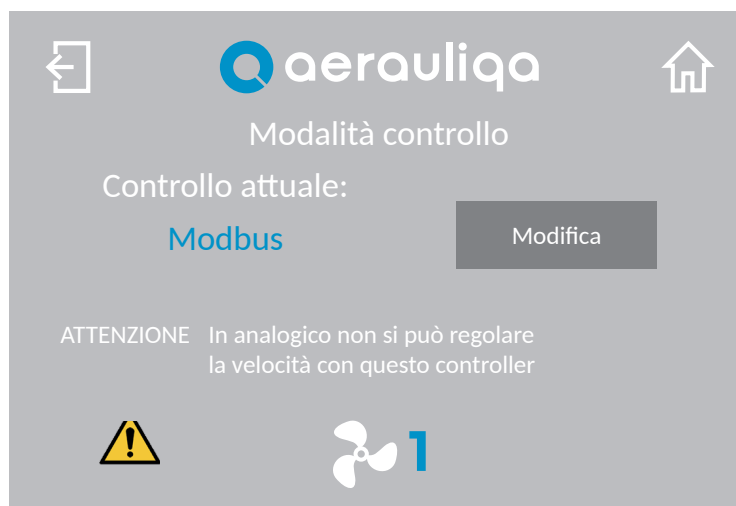 aerauliqa
Modalità controllo
Controllo attuale:
Modbus
Modifica
ATTENZIONE In analogico non si può regolare
la velocità con questo controller
1